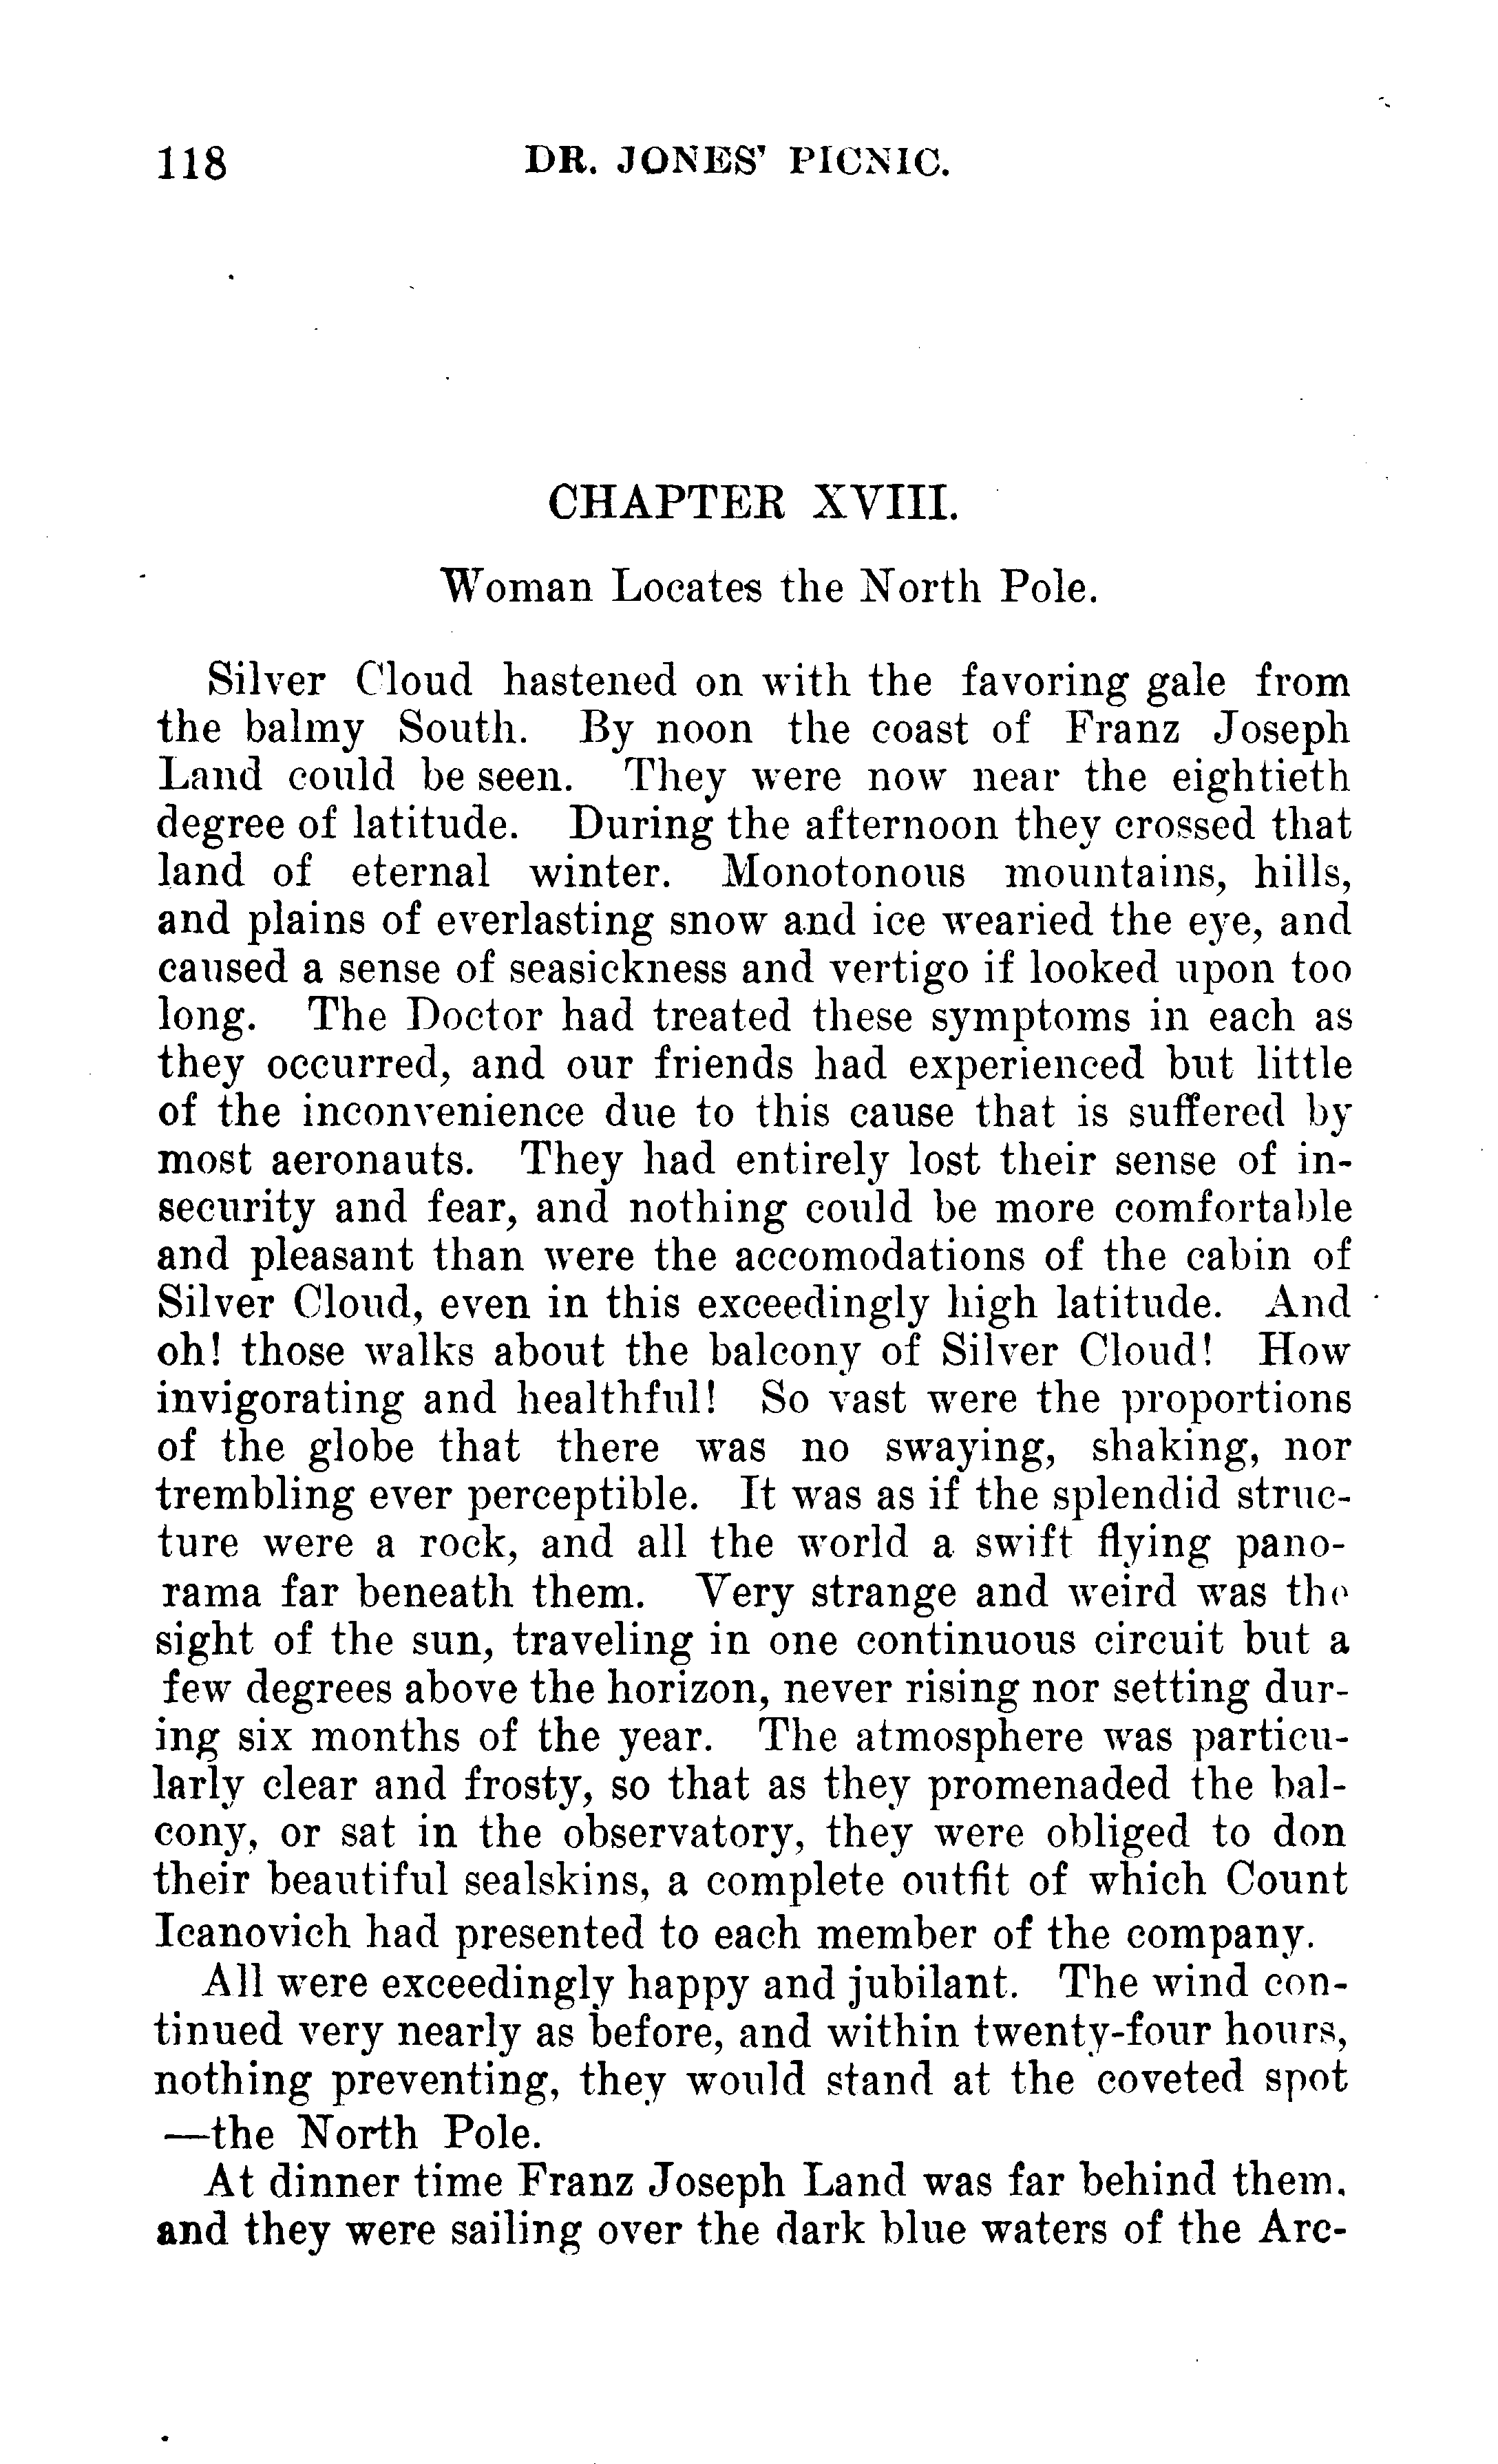 118 DR. JONES' PICNIC.
CHAPTER XVIII.
Woman Locates the North Pole.
Silver Cloud hastened on with the favoring gale from
the balmy South. By noon the coast of Franz Joseph
Land could be seen. They were now near the eightieth
degree of latitude. During the afternoon they crossed that
land of eternal winter. Monotonous mountains, hills,
and plains of everlasting snow and ice wearied the eye, and
caused a sense of seasickness and vertigo if looked upon too
long. The Doctor had treated these symptoms in each as
they occurred, and our friends had experienced but little
of the inconvenience due to this cause that is suffered by
most aeronauts. They had entirely lost their sense of in-
security and fear, and nothing could be more comfortable
and pleasant than were the accomodations of the cabin of
Silver Cloud, even in this exceedingly high latitude. And
oh! those walks about the balcony of Silver Cloud! How
invigorating and healthful! So vast were the proportions
of the globe that there was no swaying, shaking, nor
trembling ever perceptible. It was as if the splendid struc-
ture were a rock, and all the world a swift flying pano-
rama far beneath them. Very strange and weird was the
sight of the sun, traveling in one continuous circuit but a
few degrees above the horizon, never rising nor setting dur-
ing six months of the year. The atmosphere was particu-
larly clear and frosty, so that as they promenaded the bal-
cony, or sat in the observatory, they were obliged to don
their beautiful sealskins, a complete outfit of which Count
Icanovich had presented to each member of the company.
All were exceedingly happy and jubilant. The wind con-
tinued very nearly as before, and within twenty-four hours,
nothing preventing, they would stand at the coveted spot
—the North Pole.
At dinner time Franz Joseph Land was far behind them,
and they were sailing over the dark blue waters of the Arc-